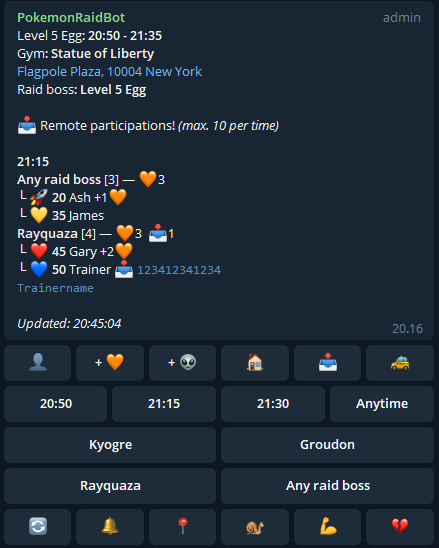 PokemonRaidBot admin
Level 5 Egg: 20:50 - 21:35
Gym: Statue of Liberty
Flagpole Plaza, 10004 New York
Raid boss: Level 5 Egg
📥 Remote participations! (max. 10 per time)
21:15
Any raid boss [3] — 🧡3
└ 🚀 20 Ash +1🧡
└ 💛 35 James
Rayquaza [4] — 🧡3 📥1
└ ❤️ 45 Gary +2🧡
└ 💙 50 Trainer 📥 123412341234
Trainername
Updated: 20:45:04
20.16
👤 + 🧡 + 👽 🏠 📥 🚕
20:50 21:15 21:30 Anytime
Kyogre Groudon
Rayquaza Any raid boss
🔄 🔔 📍 🐌 💪 💔